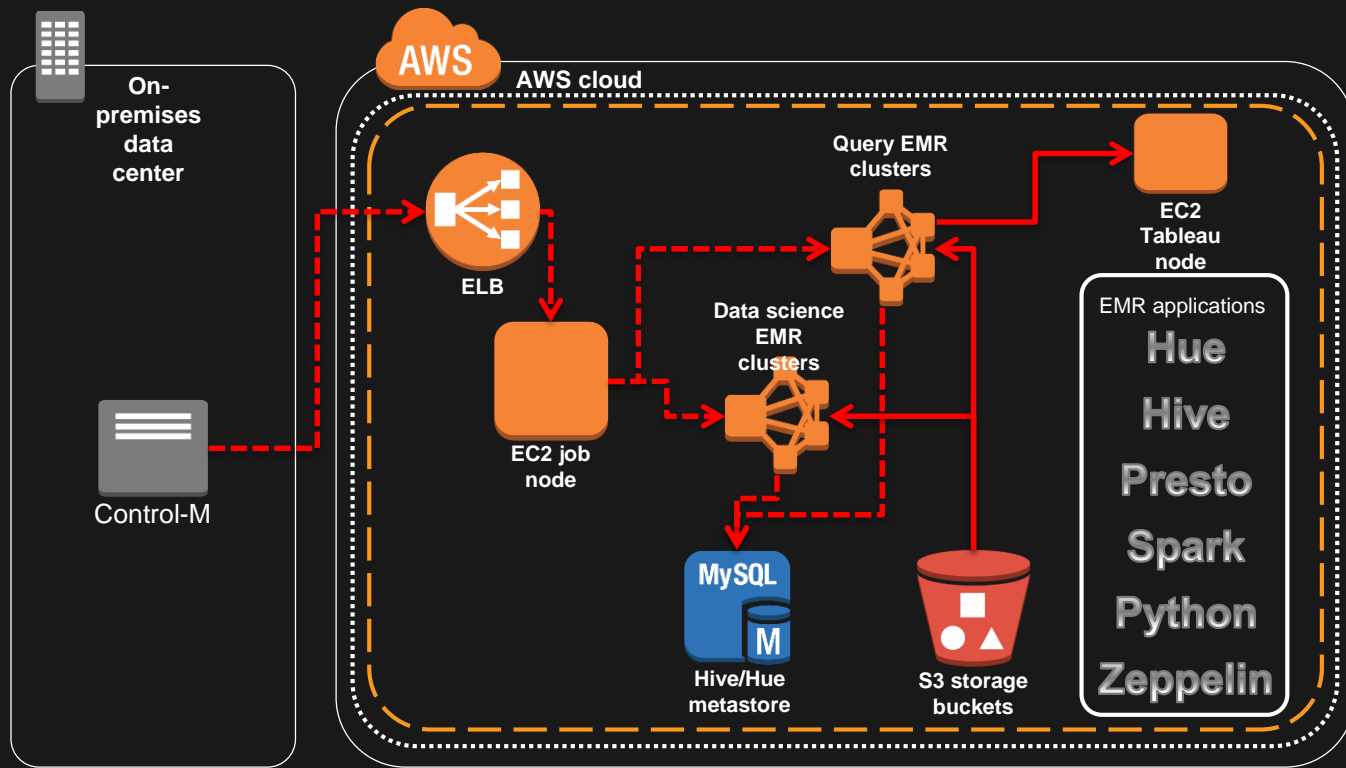 AWS
AWS cloud
On-
premises
data
center
Control-M
ELB
EC2 job
node
Query EMR
clusters
Data science
EMR
clusters
EC2
Tableau
node
MySQL
M
Hive/Hue
metastore
S3 storage
buckets
EMR applications
Hue
Hive
Presto
Spark
Python
Zeppelin